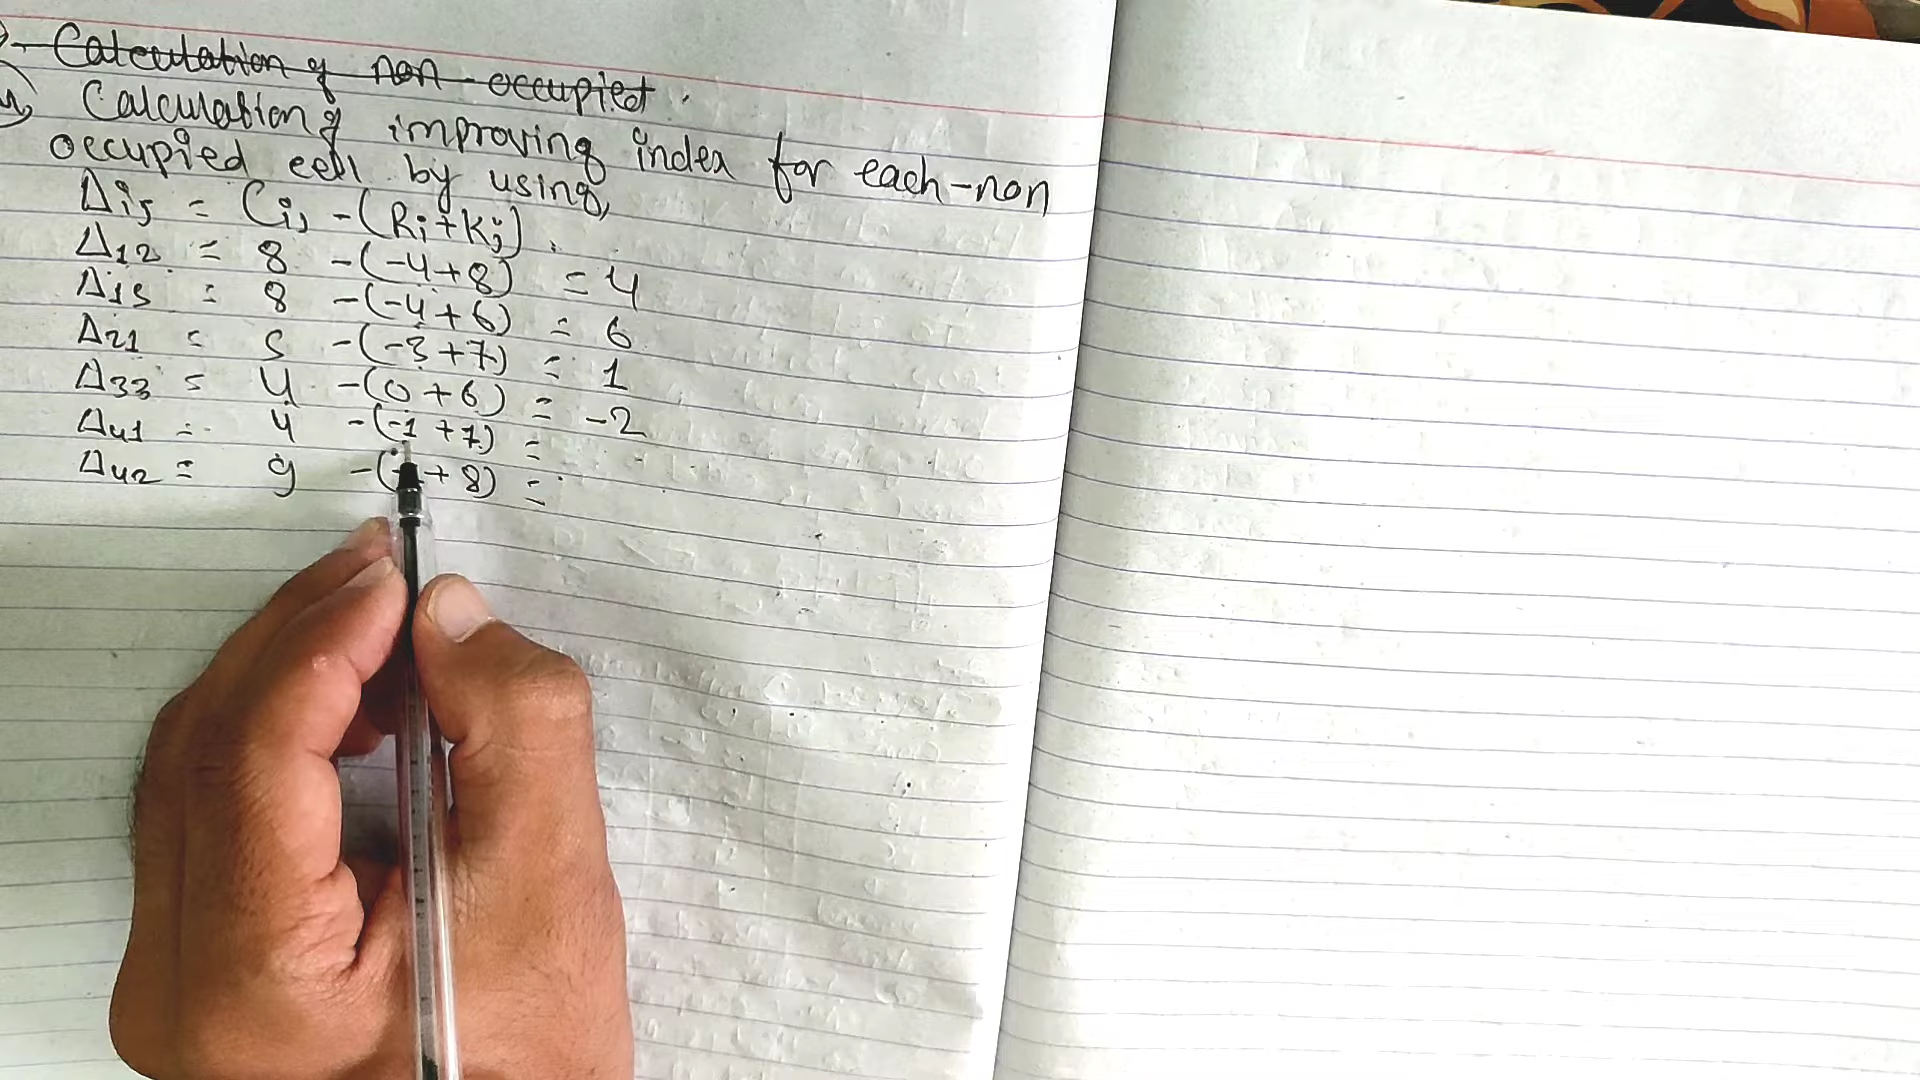 Calculation of non-occupied.
Calculation of improving index for each-non
occupied cell by using,
Δij = Cij -(Ri+Kj).
Δ12 = 8 -(-4+8) = 4
Δ13 = 8 -(-4+6) = 6
Δ21 = 5 -(-3+7) = 1
Δ33 = 4 -(0+6) = -2
Δ41 = 4 -(-1+7) =
Δ42 = 9 -( +8) =